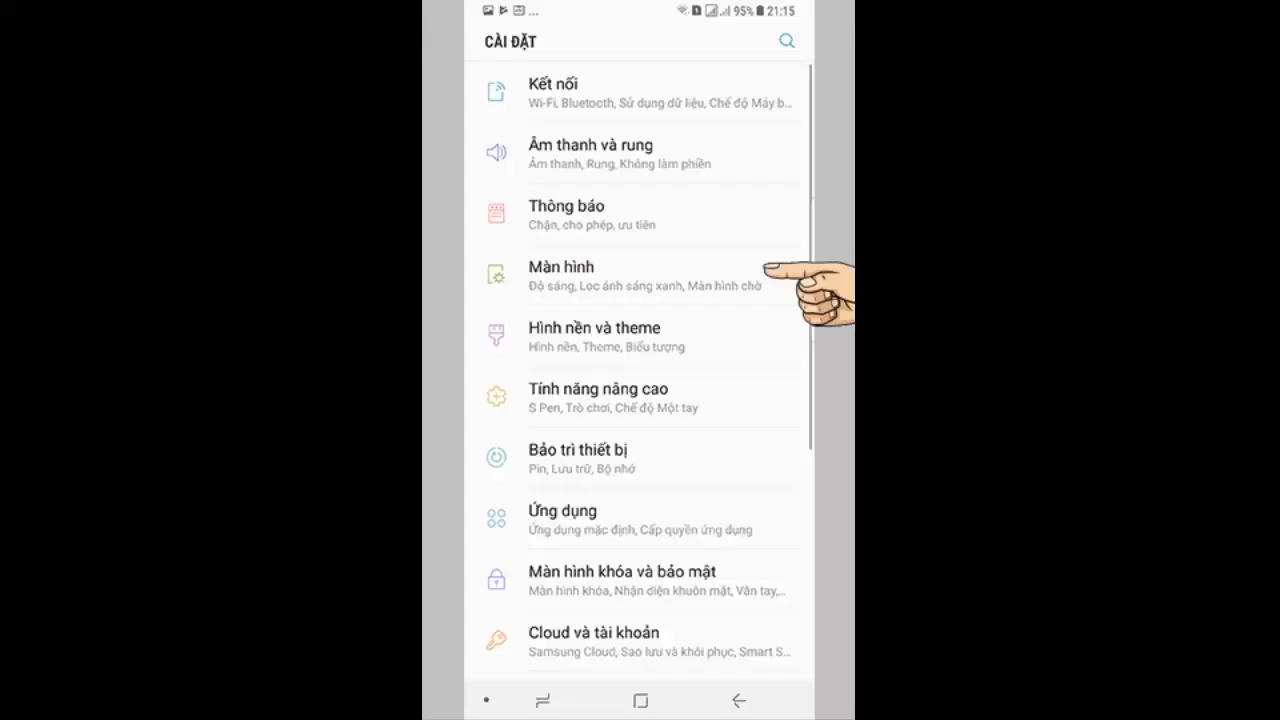 ... 95% 21:15
CÀI ĐẶT
Kết nối
Wi-Fi, Bluetooth, Sử dụng dữ liệu, Chế độ Máy b...
Âm thanh và rung
Âm thanh, Rung, Không làm phiền
Thông báo
Chặn, cho phép, ưu tiên
Màn hình
Độ sáng, Lọc ánh sáng xanh, Màn hình chờ
Hình nền và theme
Hình nền, Theme, Biểu tượng
Tính năng nâng cao
S Pen, Trò chơi, Chế độ Một tay
Bảo trì thiết bị
Pin, Lưu trữ, Bộ nhớ
Ứng dụng
Ứng dụng mặc định, Cấp quyền ứng dụng
Màn hình khóa và bảo mật
Màn hình khóa, Nhận diện khuôn mặt, Vân tay,...
Cloud và tài khoản
Samsung Cloud, Sao lưu và khôi phục, Smart S...